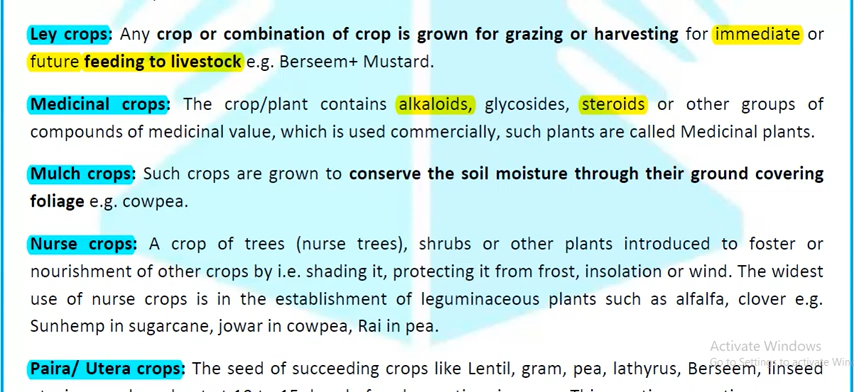 Ley crops: Any crop or combination of crop is grown for grazing or harvesting for immediate or
future feeding to livestock e.g. Berseem+ Mustard.
Medicinal crops: The crop/plant contains alkaloids, glycosides, steroids or other groups of
compounds of medicinal value, which is used commercially, such plants are called Medicinal plants.
Mulch crops: Such crops are grown to conserve the soil moisture through their ground covering
foliage e.g. cowpea.
Nurse crops: A crop of trees (nurse trees), shrubs or other plants introduced to foster or
nourishment of other crops by i.e. shading it, protecting it from frost, insolation or wind. The widest
use of nurse crops is in the establishment of leguminaceous plants such as alfalfa, clover e.g.
Sunhemp in sugarcane, jowar in cowpea, Rai in pea.
Activate Windows
Go to Settings to activate Win
Paira/ Utera crops: The seed of succeeding crops like Lentil, gram, pea, lathyrus, Berseem, linseed